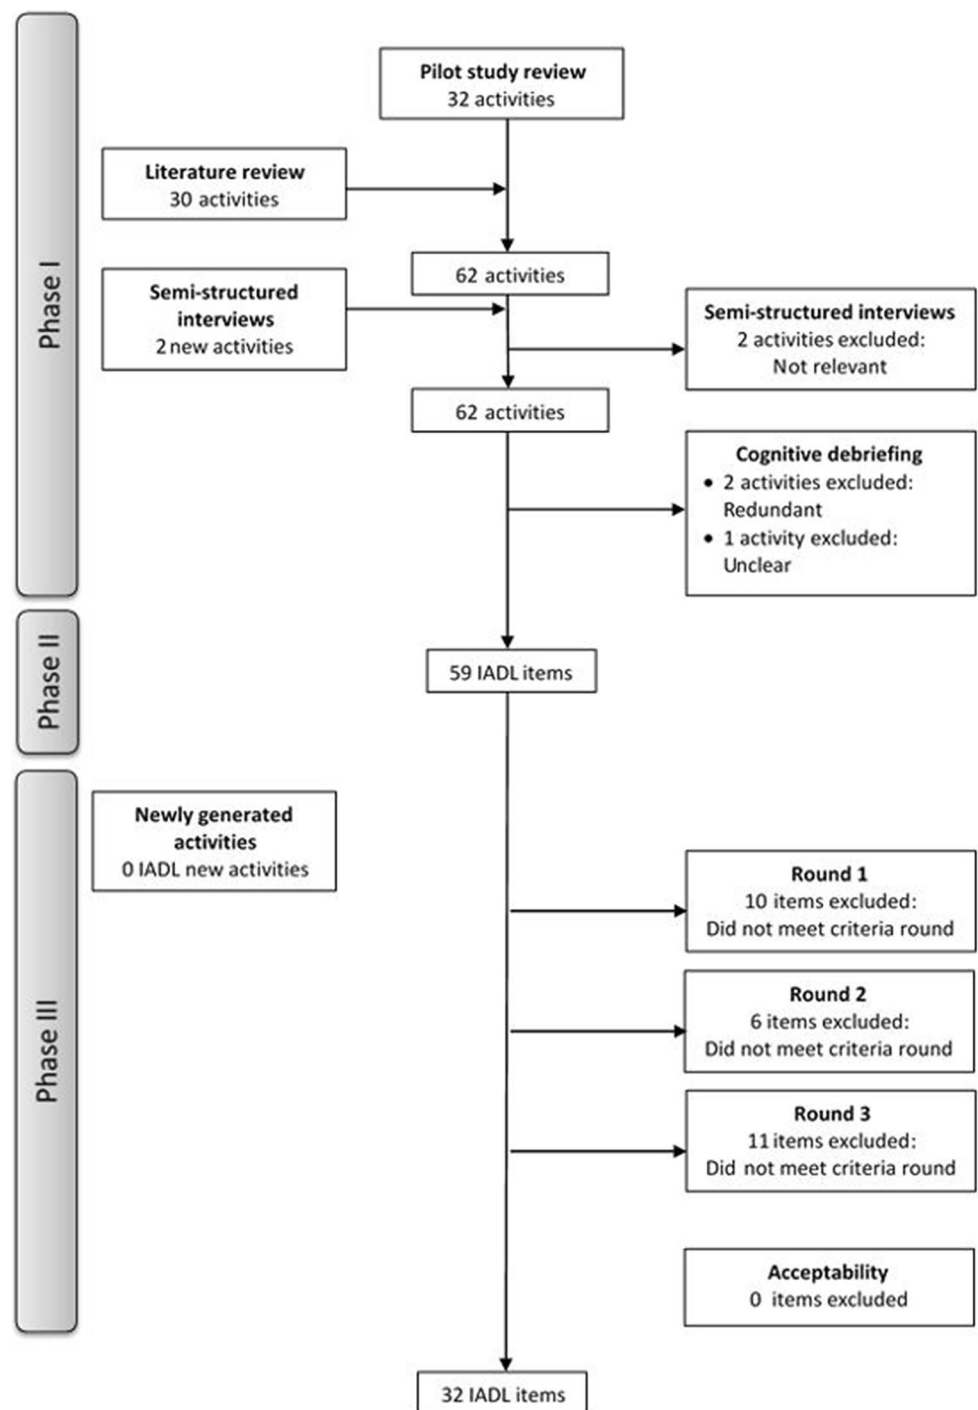 Phase I
Pilot study review
32 activities
Literature review
30 activities
62 activities
Semi-structured
interviews
2 new activities
Semi-structured interviews
2 activities excluded:
Not relevant
62 activities
Cognitive debriefing
• 2 activities excluded:
Redundant
• 1 activity excluded:
Unclear
Phase II
59 IADL items
Phase III
Newly generated
activities
0 IADL new activities
Round 1
10 items excluded:
Did not meet criteria round
Round 2
6 items excluded:
Did not meet criteria round
Round 3
11 items excluded:
Did not meet criteria round
Acceptability
0 items excluded
32 IADL items